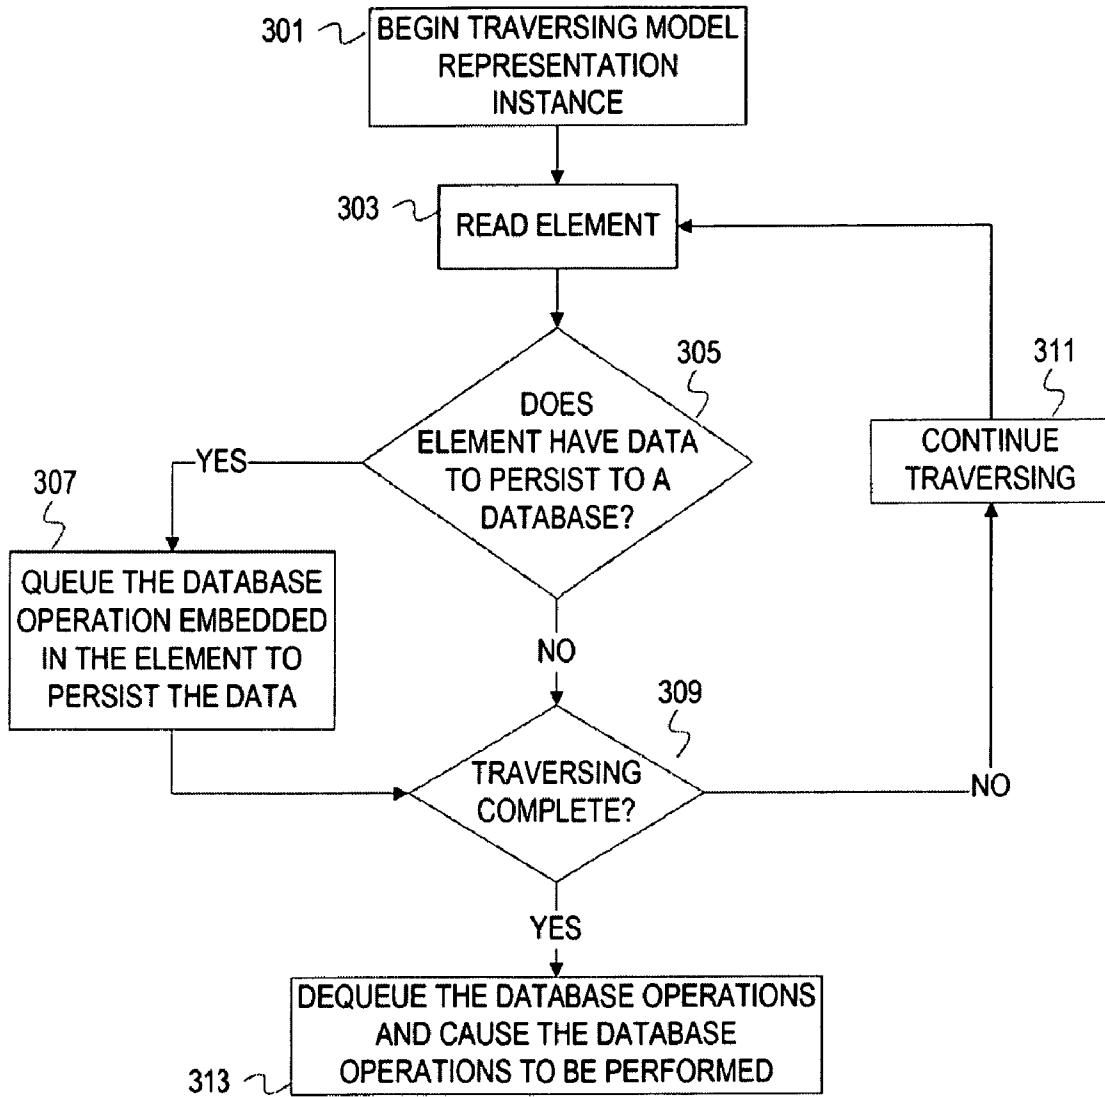 301
BEGIN TRAVERSING MODEL
REPRESENTATION
INSTANCE
303
READ ELEMENT
305
DOES
ELEMENT HAVE DATA
TO PERSIST TO A
DATABASE?
311
CONTINUE
TRAVERSING
YES
307
QUEUE THE DATABASE
OPERATION EMBEDDED
IN THE ELEMENT TO
PERSIST THE DATA
NO
309
TRAVERSING
COMPLETE?
NO
YES
DEQUEUE THE DATABASE OPERATIONS
AND CAUSE THE DATABASE
OPERATIONS TO BE PERFORMED
313